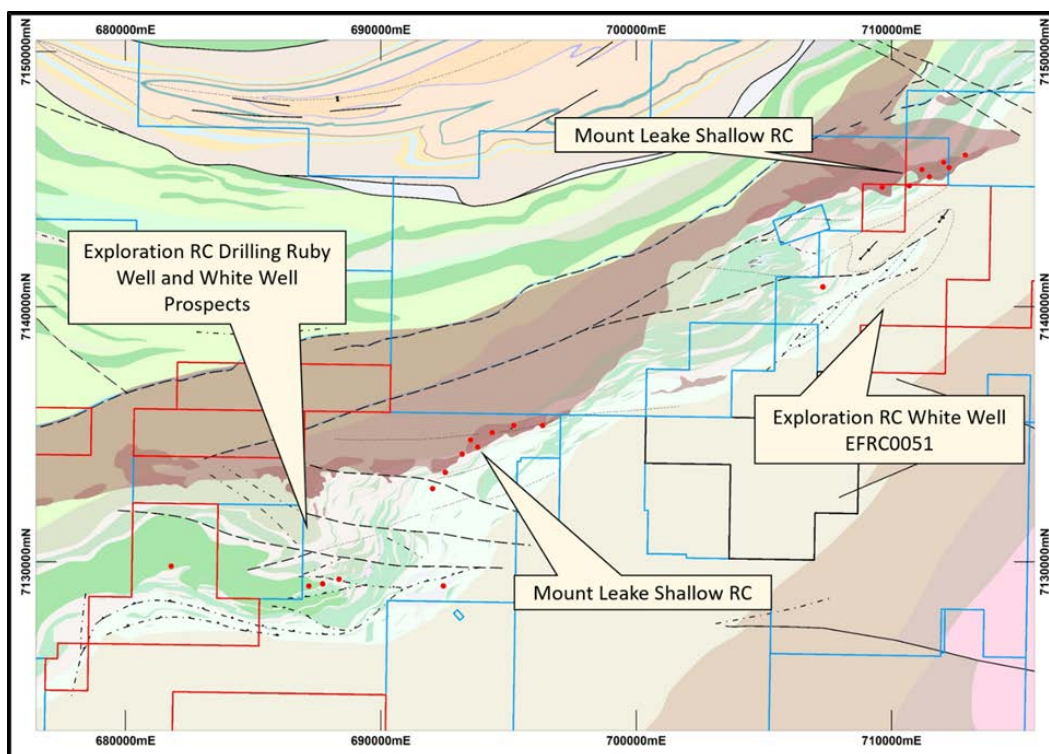 680000mE
690000mE
700000mE
710000mE
7150000mN
7150000mN
Mount Leake Shallow RC
Exploration RC Drilling Ruby
Well and White Well
Prospects
7140000mN
7140000mN
Exploration RC White Well
EFRC0051
7130000mN
7130000mN
Mount Leake Shallow RC
680000mE
690000mE
700000mE
710000mE